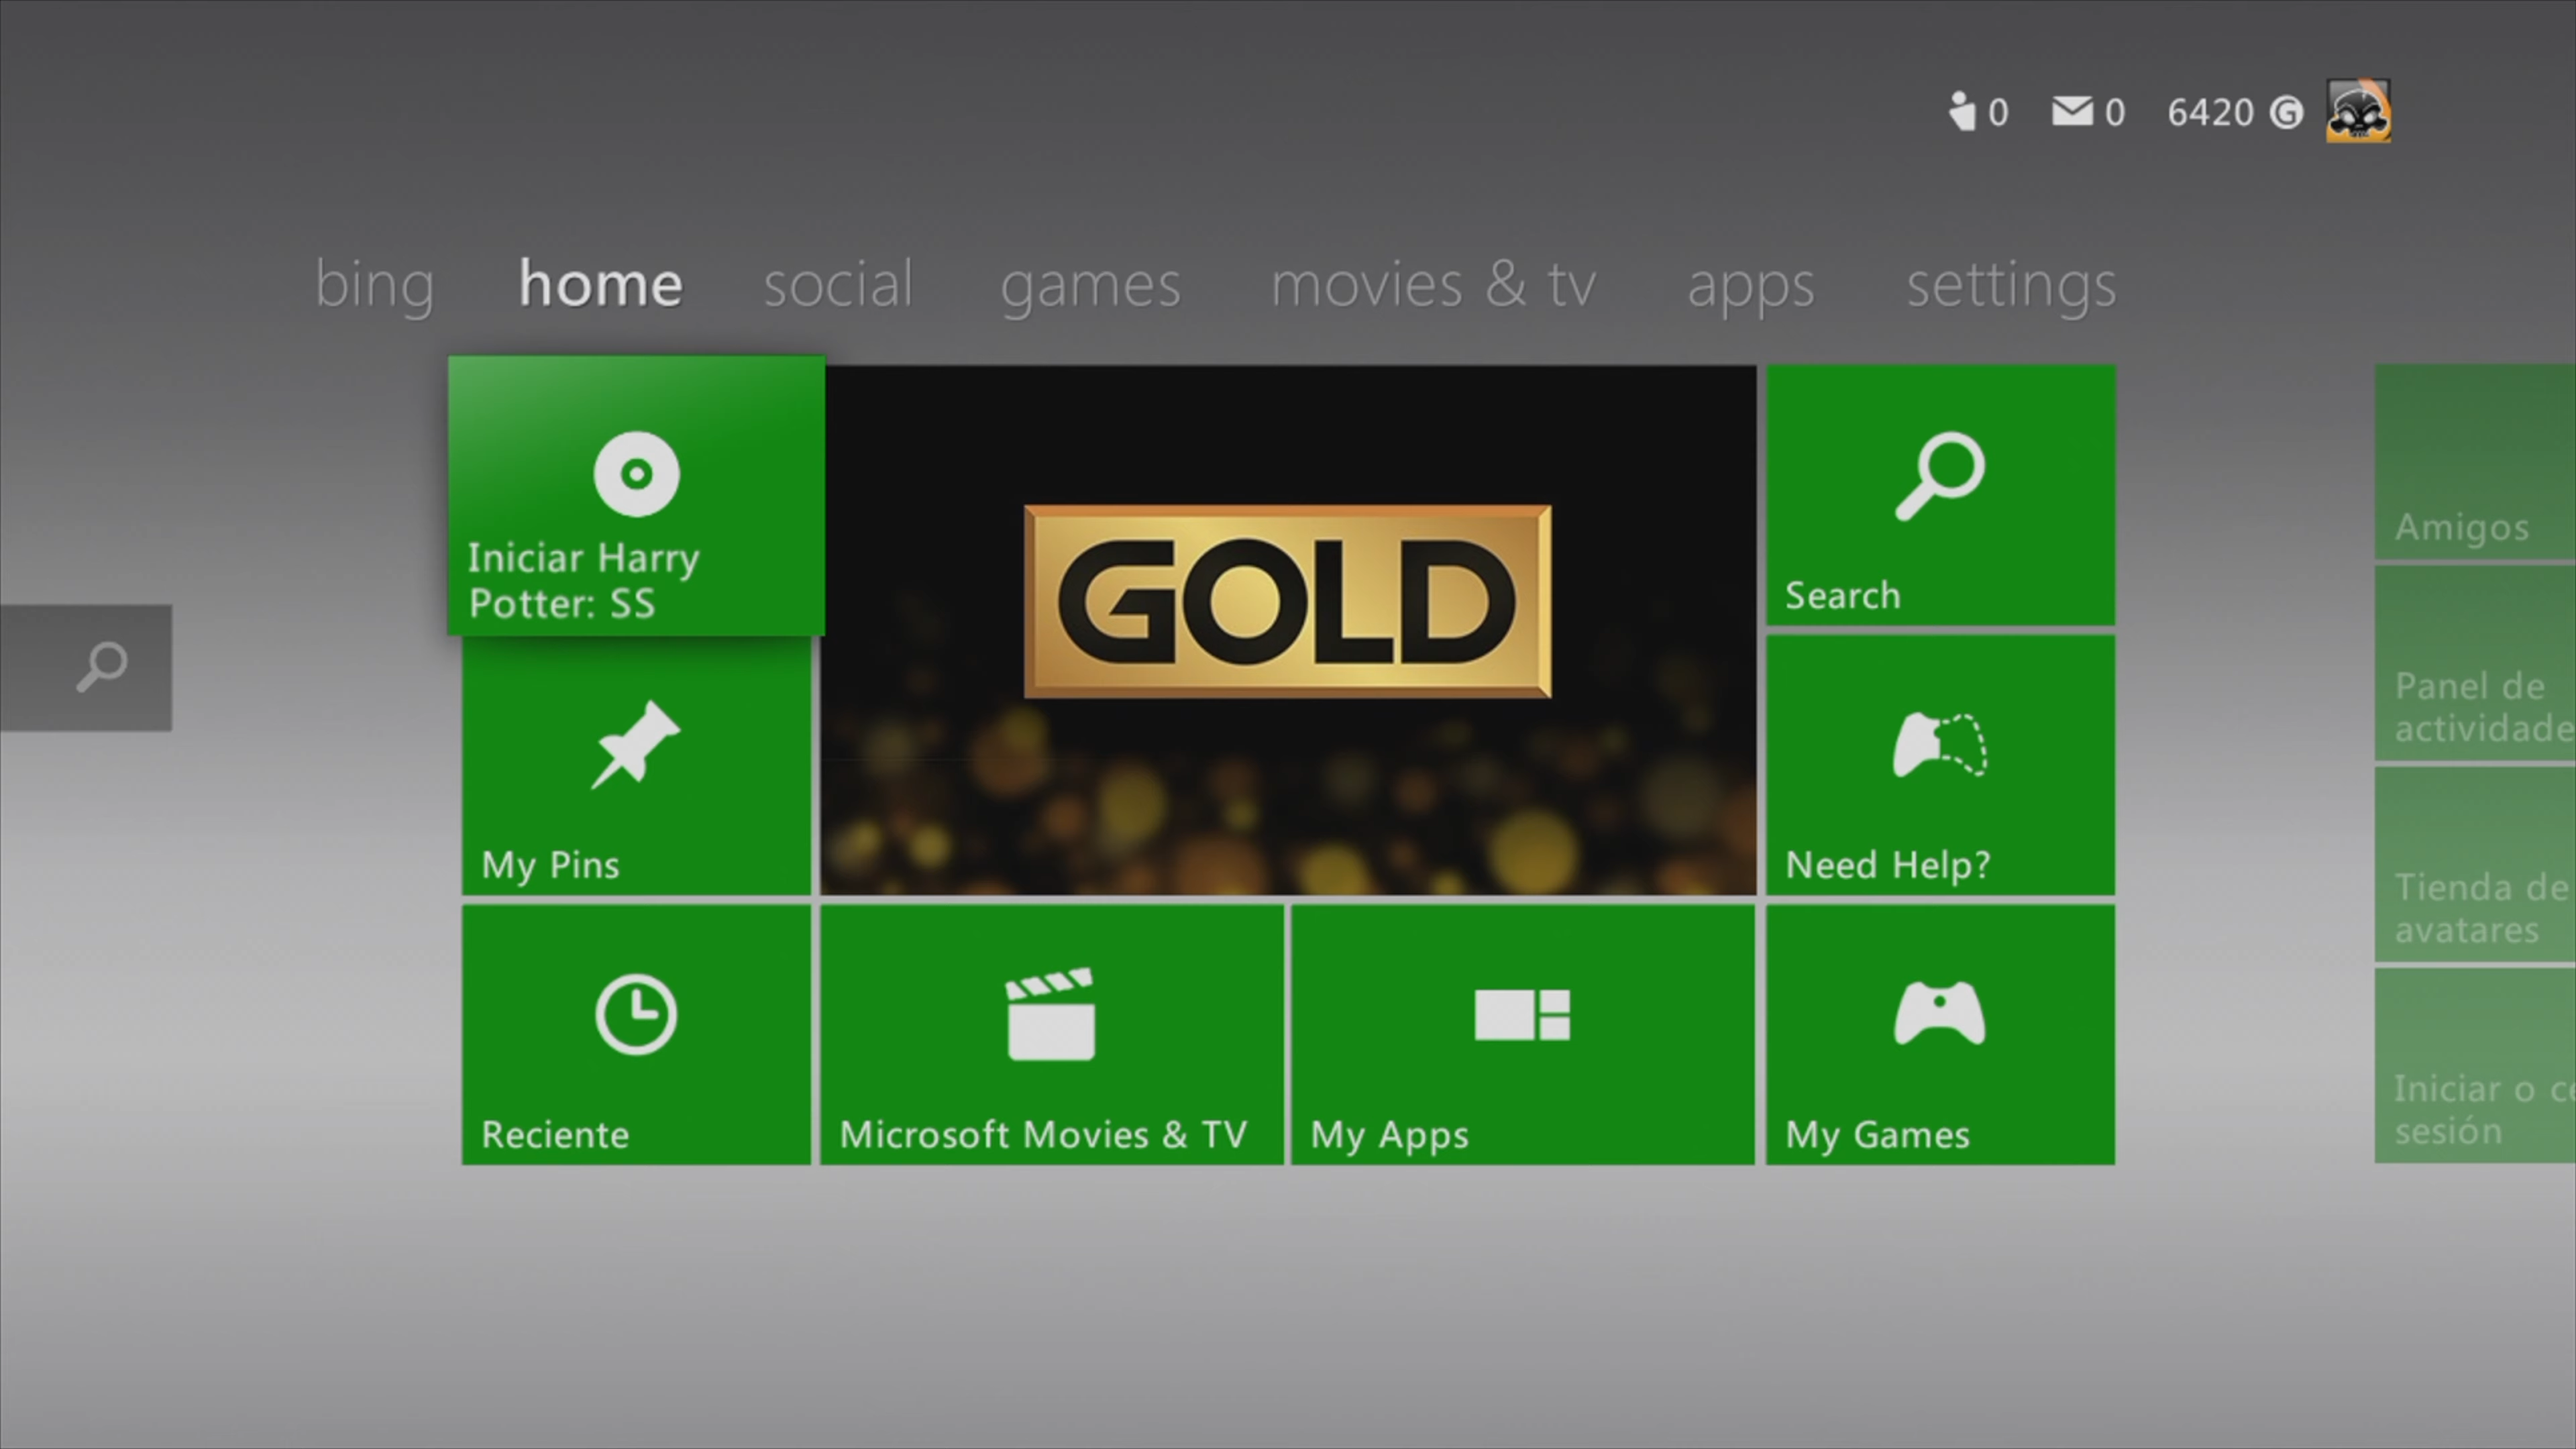 0 0 6420 G
bing home social games movies & tv apps settings
Iniciar Harry
Potter: SS
GOLD
Search
My Pins
Need Help?
Reciente
Microsoft Movies & TV
My Apps
My Games
Amigos
Panel de
actividade
Tienda de
avatares
Iniciar o ce
sesión